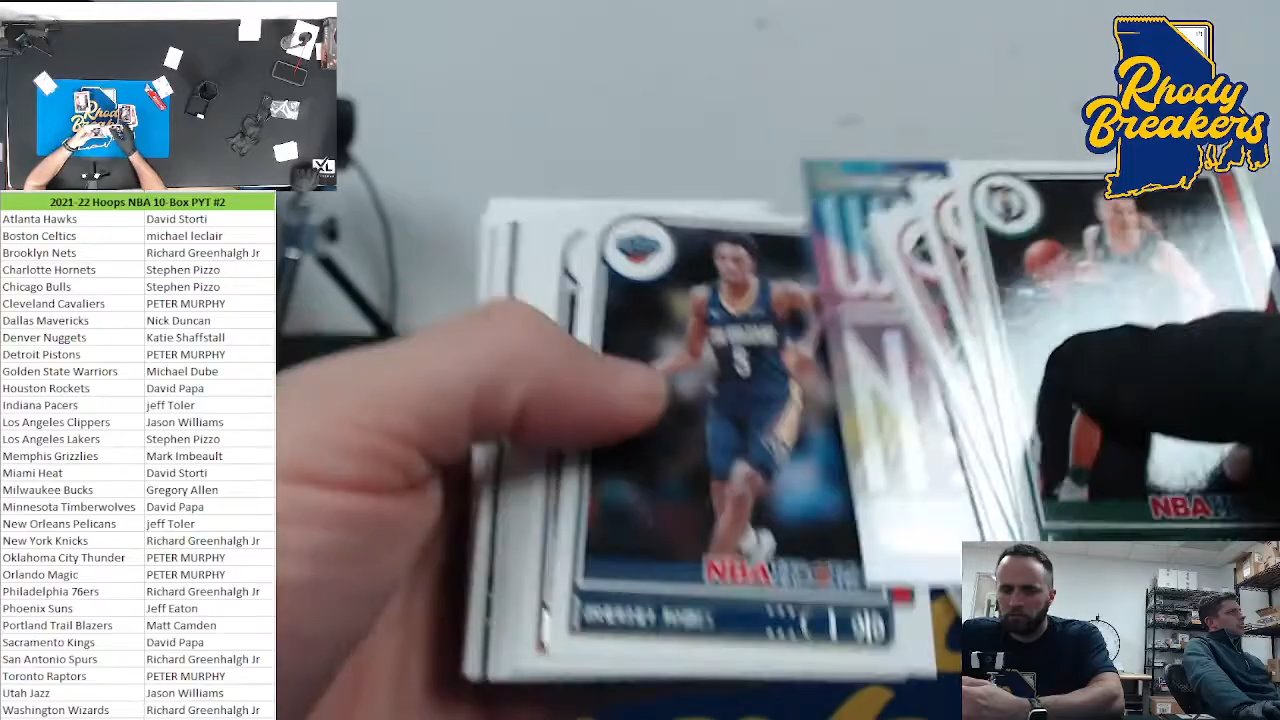 Rhody
Breakers
2021-22 Hoops NBA 10-Box PYT #2
Atlanta Hawks David Storti
Boston Celtics michael leclair
Brooklyn Nets Richard Greenhalgh Jr
Charlotte Hornets Stephen Pizzo
Chicago Bulls Stephen Pizzo
Cleveland Cavaliers PETER MURPHY
Dallas Mavericks Nick Duncan
Denver Nuggets Katie Shaffstall
Detroit Pistons PETER MURPHY
Golden State Warriors Michael Dube
Houston Rockets David Papa
Indiana Pacers jeff Toler
Los Angeles Clippers Jason Williams
Los Angeles Lakers Stephen Pizzo
Memphis Grizzlies Mark Imbeault
Miami Heat David Storti
Milwaukee Bucks Gregory Allen
Minnesota Timberwolves David Papa
New Orleans Pelicans jeff Toler
New York Knicks Richard Greenhalgh Jr
Oklahoma City Thunder PETER MURPHY
Orlando Magic PETER MURPHY
Philadelphia 76ers Richard Greenhalgh Jr
Phoenix Suns Jeff Eaton
Portland Trail Blazers Matt Camden
Sacramento Kings David Papa
San Antonio Spurs Richard Greenhalgh Jr
Toronto Raptors PETER MURPHY
Utah Jazz Jason Williams
Washington Wizards Richard Greenhalgh Jr
NBA
NBA HOOPS
5
XL
Rhody